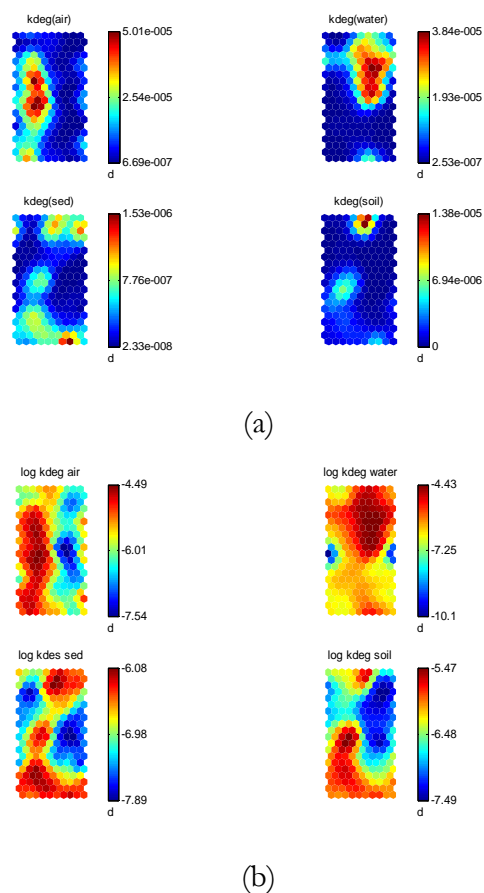 kdeg(air)
5.01e-005
2.54e-005
6.69e-007
d
kdeg(water)
3.84e-005
1.93e-005
2.53e-007
d
kdeg(sed)
1.53e-006
7.76e-007
2.33e-008
d
kdeg(soil)
1.38e-005
6.94e-006
0
d
(a)
log kdeg air
-4.49
-6.01
-7.54
d
log kdeg water
-4.43
-7.25
-10.1
d
log kdes sed
-6.08
-6.98
-7.89
d
log kdeg soil
-5.47
-6.48
-7.49
d
(b)